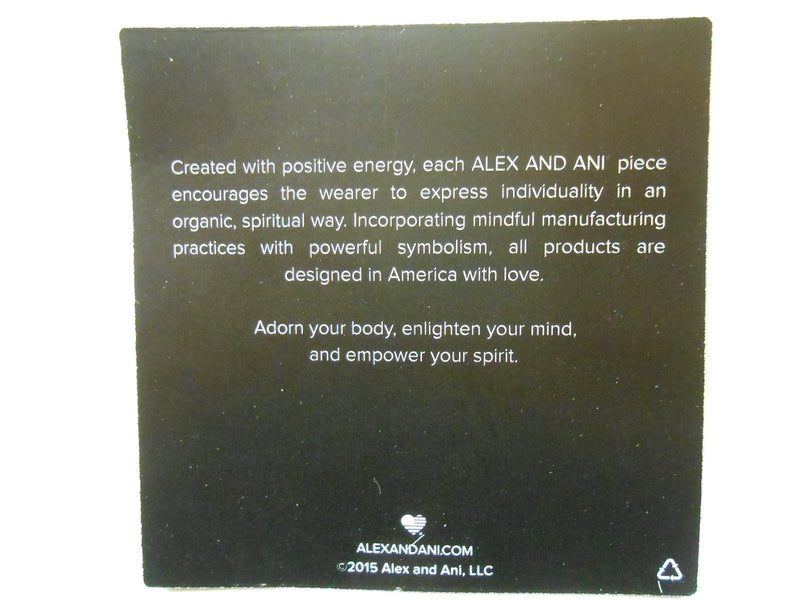 Created with positive energy, each ALEX AND ANI piece
encourages the wearer to express individuality in an
organic, spiritual way. Incorporating mindful manufacturing
practices with powerful symbolism, all products are
designed in America with love.
Adorn your body, enlighten your mind,
and empower your spirit.
ALEXANDANI.COM
©2015 Alex and Ani, LLC